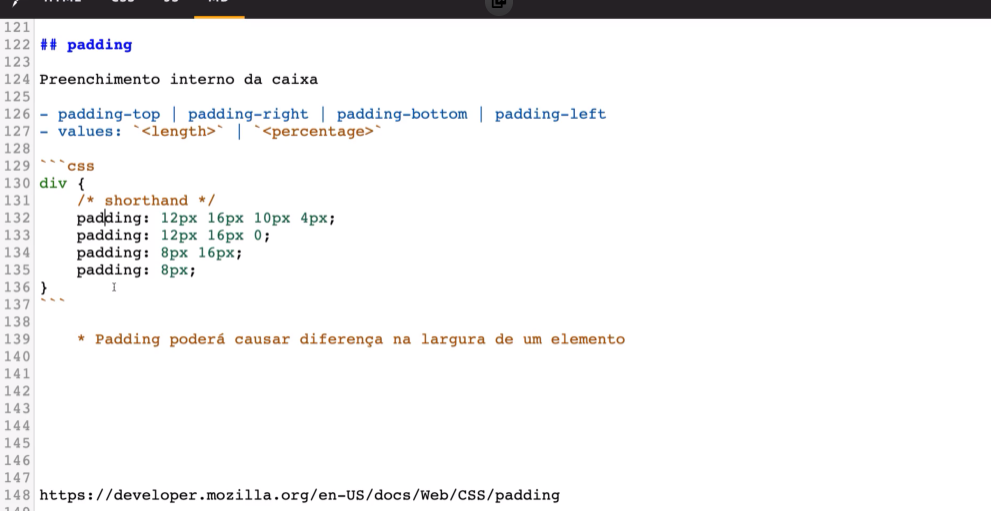 121
122 ## padding
123
124 Preenchimento interno da caixa
125
126 - padding-top | padding-right | padding-bottom | padding-left
127 - values: `<length>` | `<percentage>`
128
129 ```css
130 div {
131     /* shorthand */
132     padding: 12px 16px 10px 4px;
133     padding: 12px 16px 0;
134     padding: 8px 16px;
135     padding: 8px;
136 }
137 ```
138
139     * Padding poderá causar diferença na largura de um elemento
140
141
142
143
144
145
146
147
148 https://developer.mozilla.org/en-US/docs/Web/CSS/padding